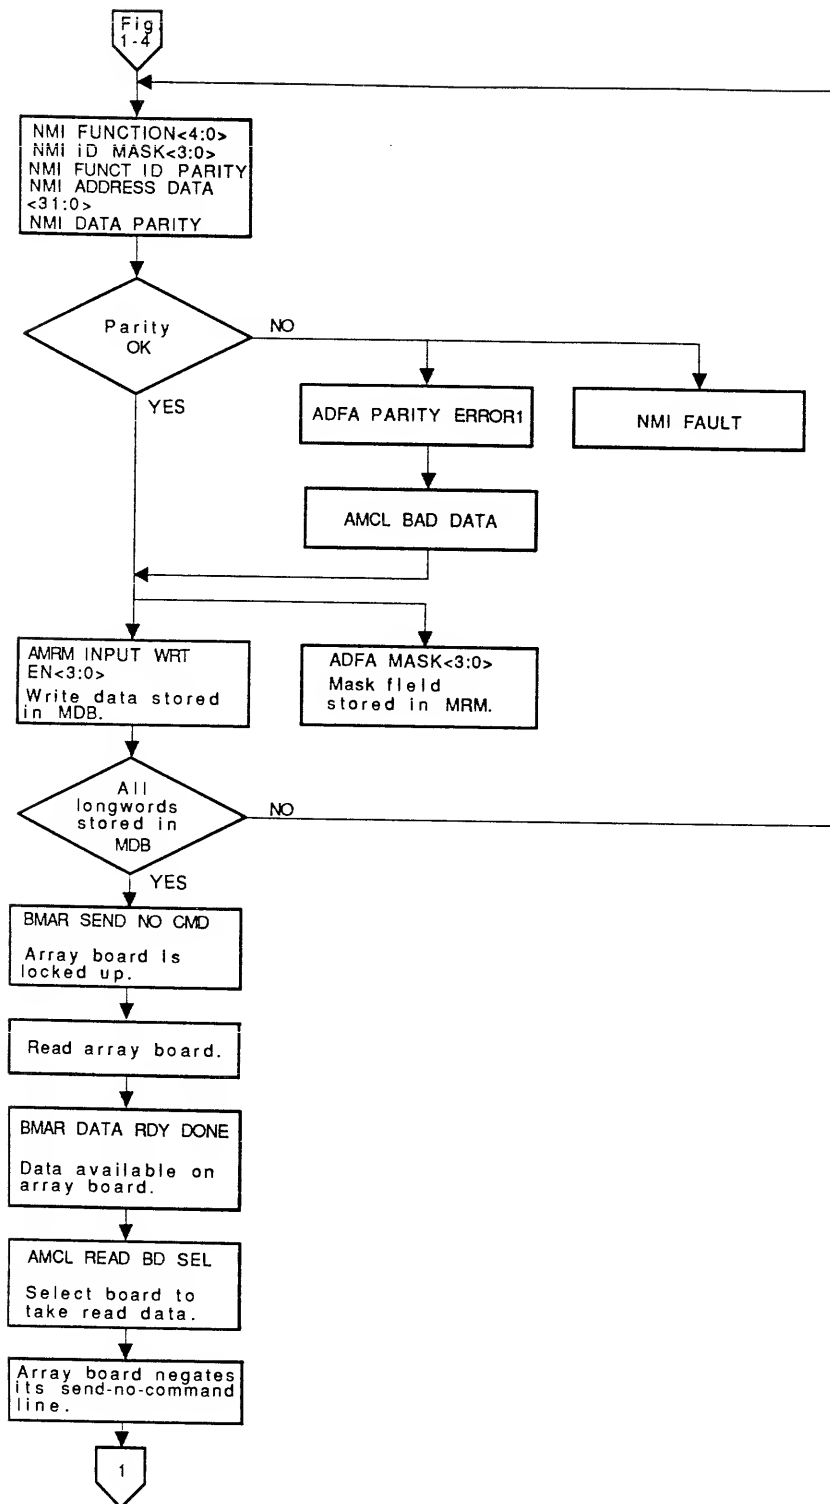 Fig
1-4
NMI FUNCTION<4:0>
NMI ID MASK<3:0>
NMI FUNCT ID PARITY
NMI ADDRESS DATA
<31:0>
NMI DATA PARITY
Parity
OK
NO
YES
ADFA PARITY ERROR1
NMI FAULT
AMCL BAD DATA
AMRM INPUT WRT
EN<3:0>
Write data stored
in MDB.
ADFA MASK<3:0>
Mask field
stored in MRM.
All
longwords
stored in
MDB
NO
YES
BMAR SEND NO CMD
Array board is
locked up.
Read array board.
BMAR DATA RDY DONE
Data available on
array board.
AMCL READ BD SEL
Select board to
take read data.
Array board negates
its send-no-command
line.
1